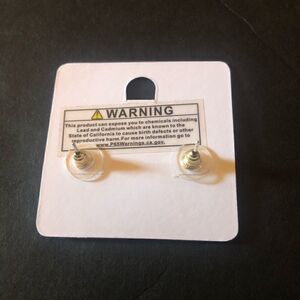 ⚠ WARNING
This product can expose you to chemicals including
Lead and Cadmium which are known to the
State of California to cause birth defects or other
reproductive harm.For more information go to
www.P65Warnings.ca.gov.